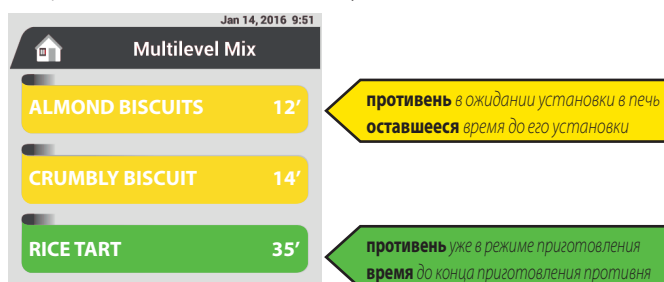 Jan 14, 2016 9:51
Multilevel Mix
ALMOND BISCUITS 12’
противень в ожидании установки в печь
оставшееся время до его установки
CRUMBLY BISCUIT 14’
RICE TART 35’
противень уже в режиме приготовления
время до конца приготовления противня